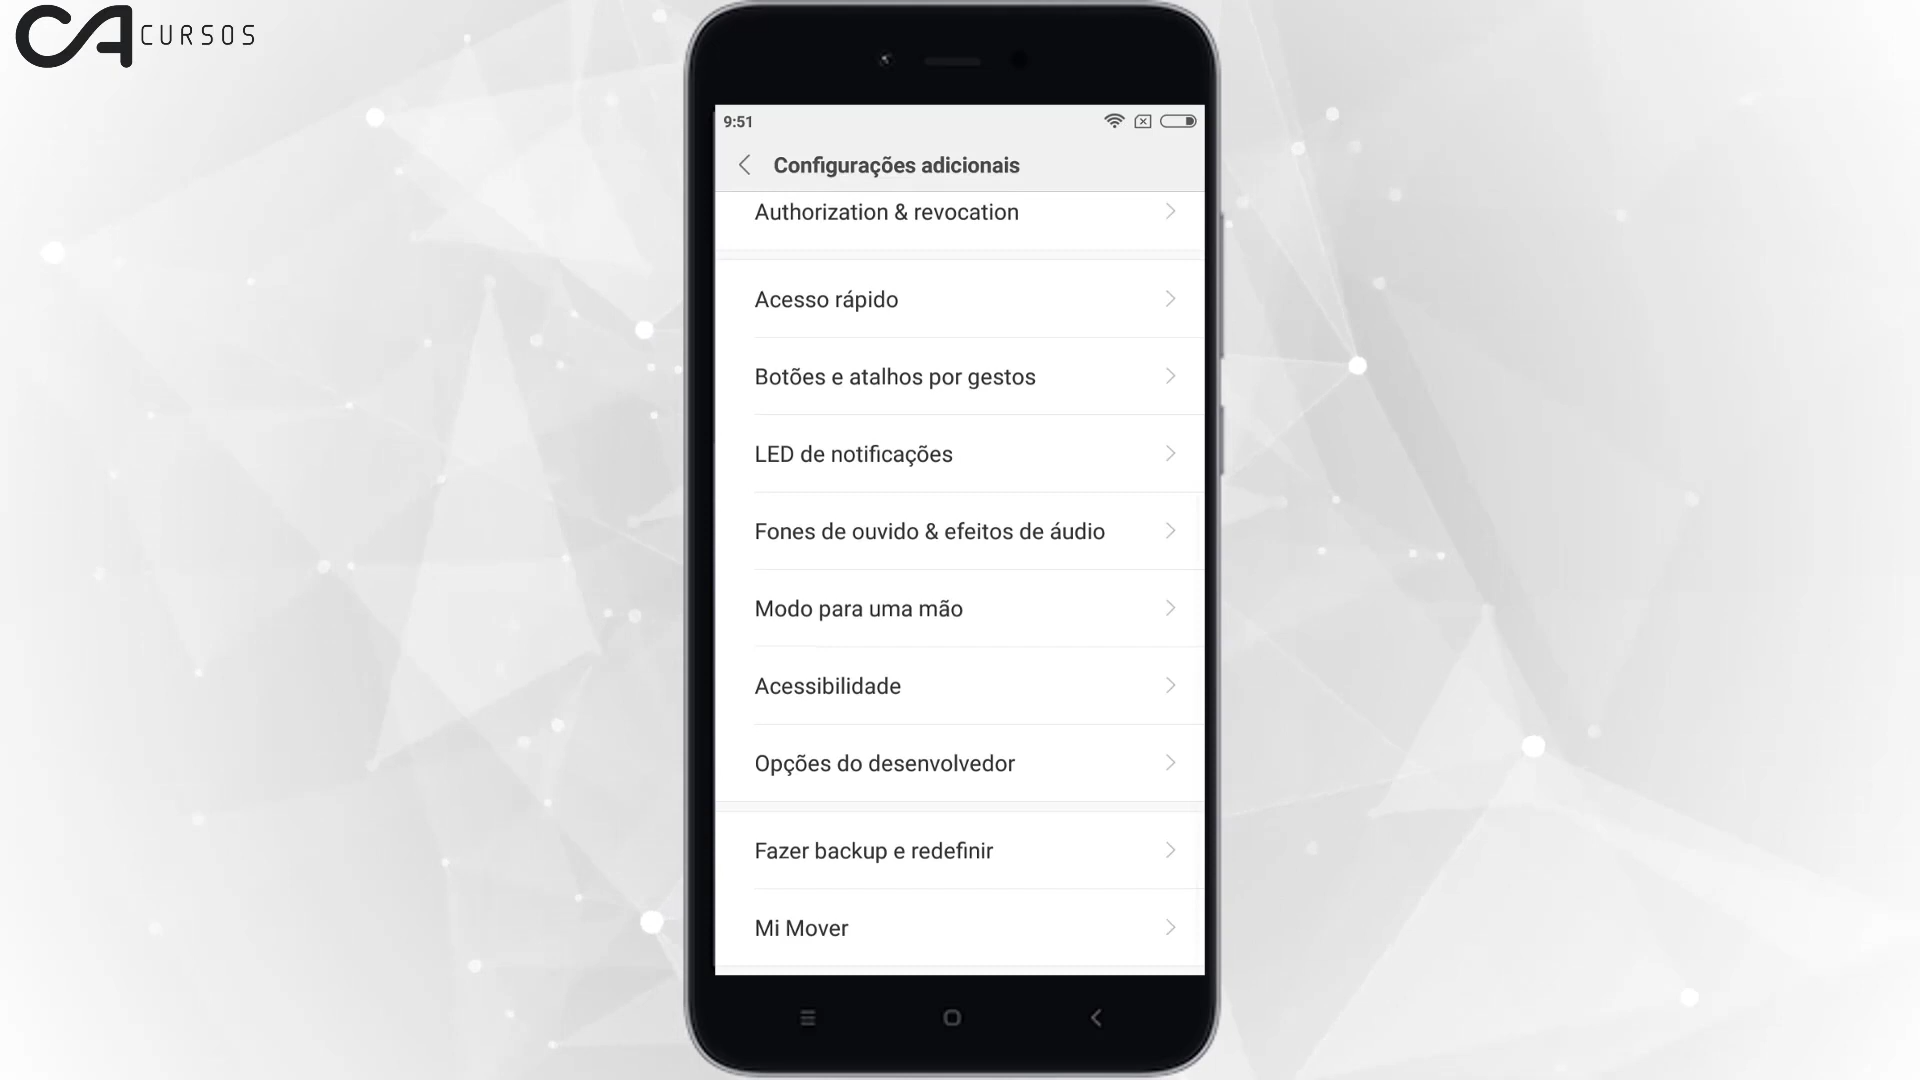 CA CURSOS
9:51
Configurações adicionais
Authorization & revocation
Acesso rápido
Botões e atalhos por gestos
LED de notificações
Fones de ouvido & efeitos de áudio
Modo para uma mão
Acessibilidade
Opções do desenvolvedor
Fazer backup e redefinir
Mi Mover